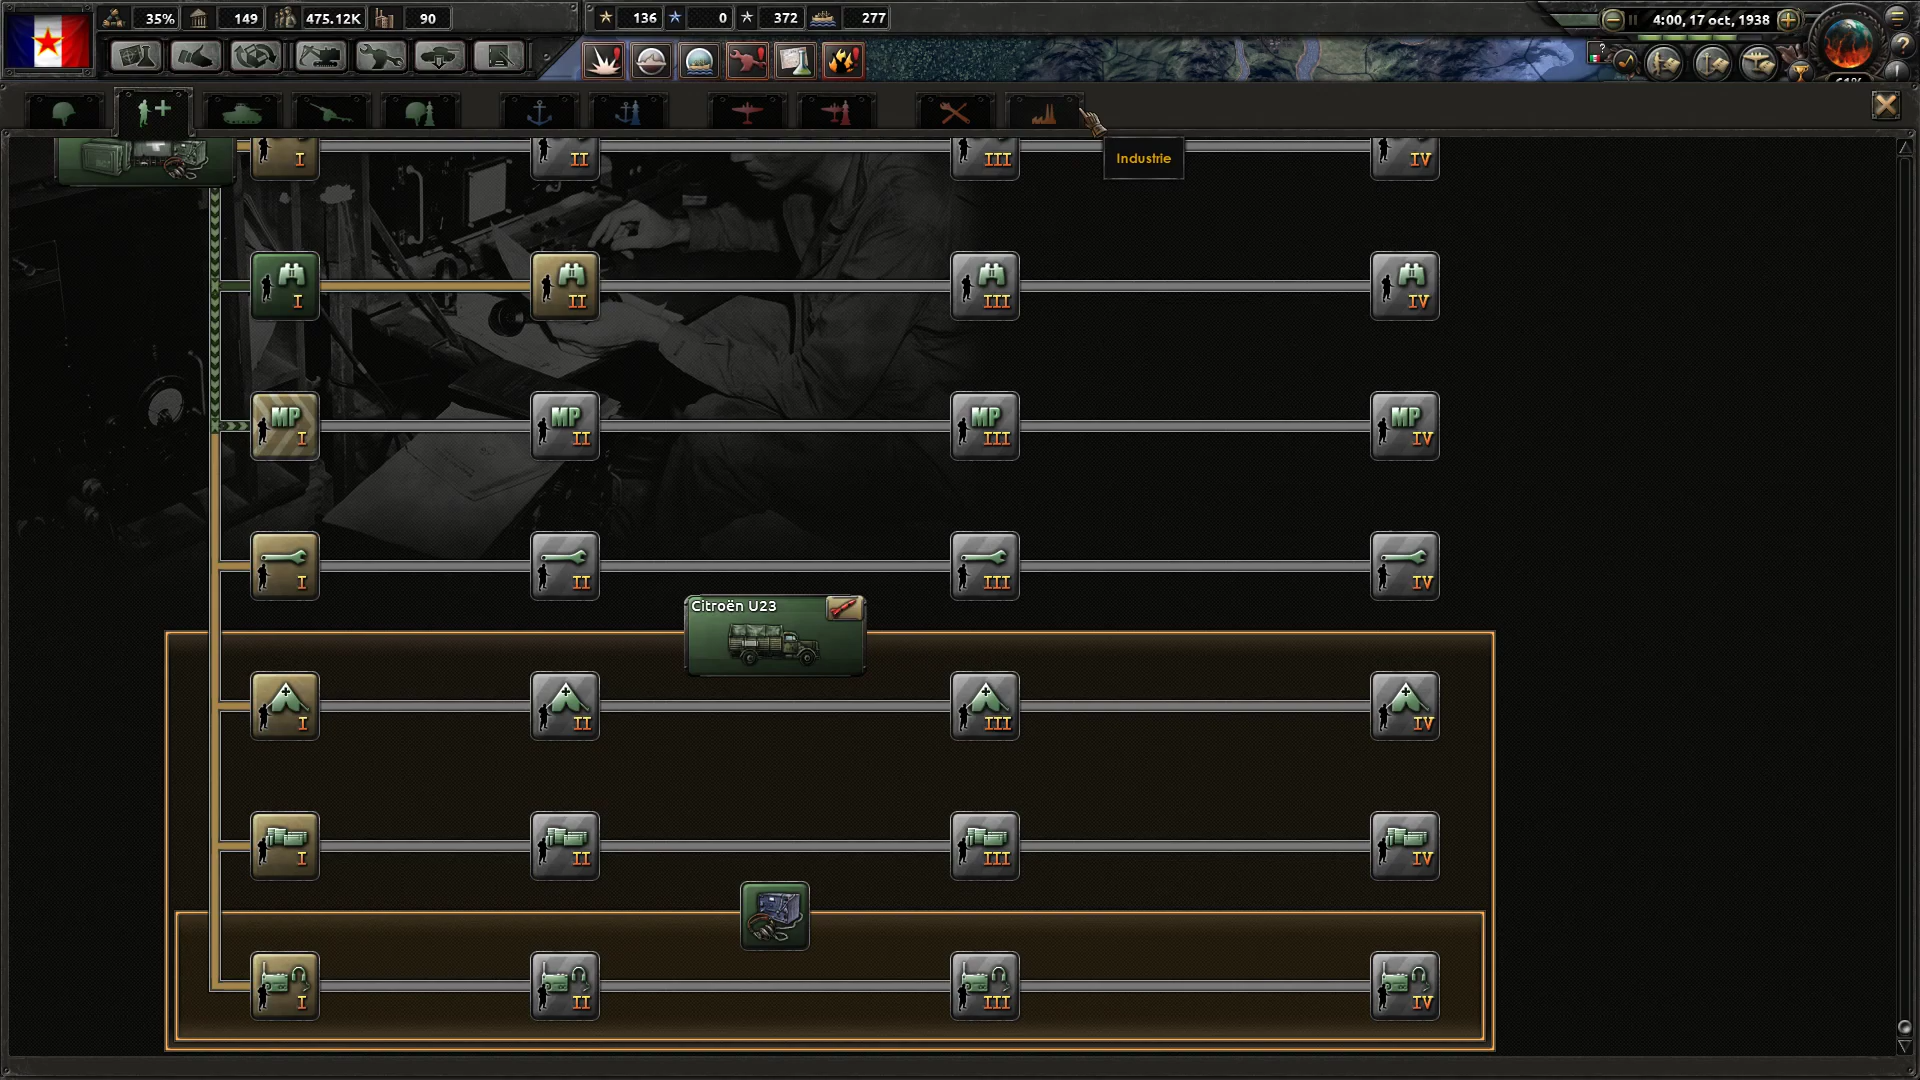 35%
149
475.12K
90
136
0
372
277
4:00, 17 oct, 1938
Industrie
I
II
III
IV
I
II
III
IV
MP I
MP II
MP III
MP IV
I
II
III
IV
Citroën U23
I
II
III
IV
I
II
III
IV
I
II
III
IV